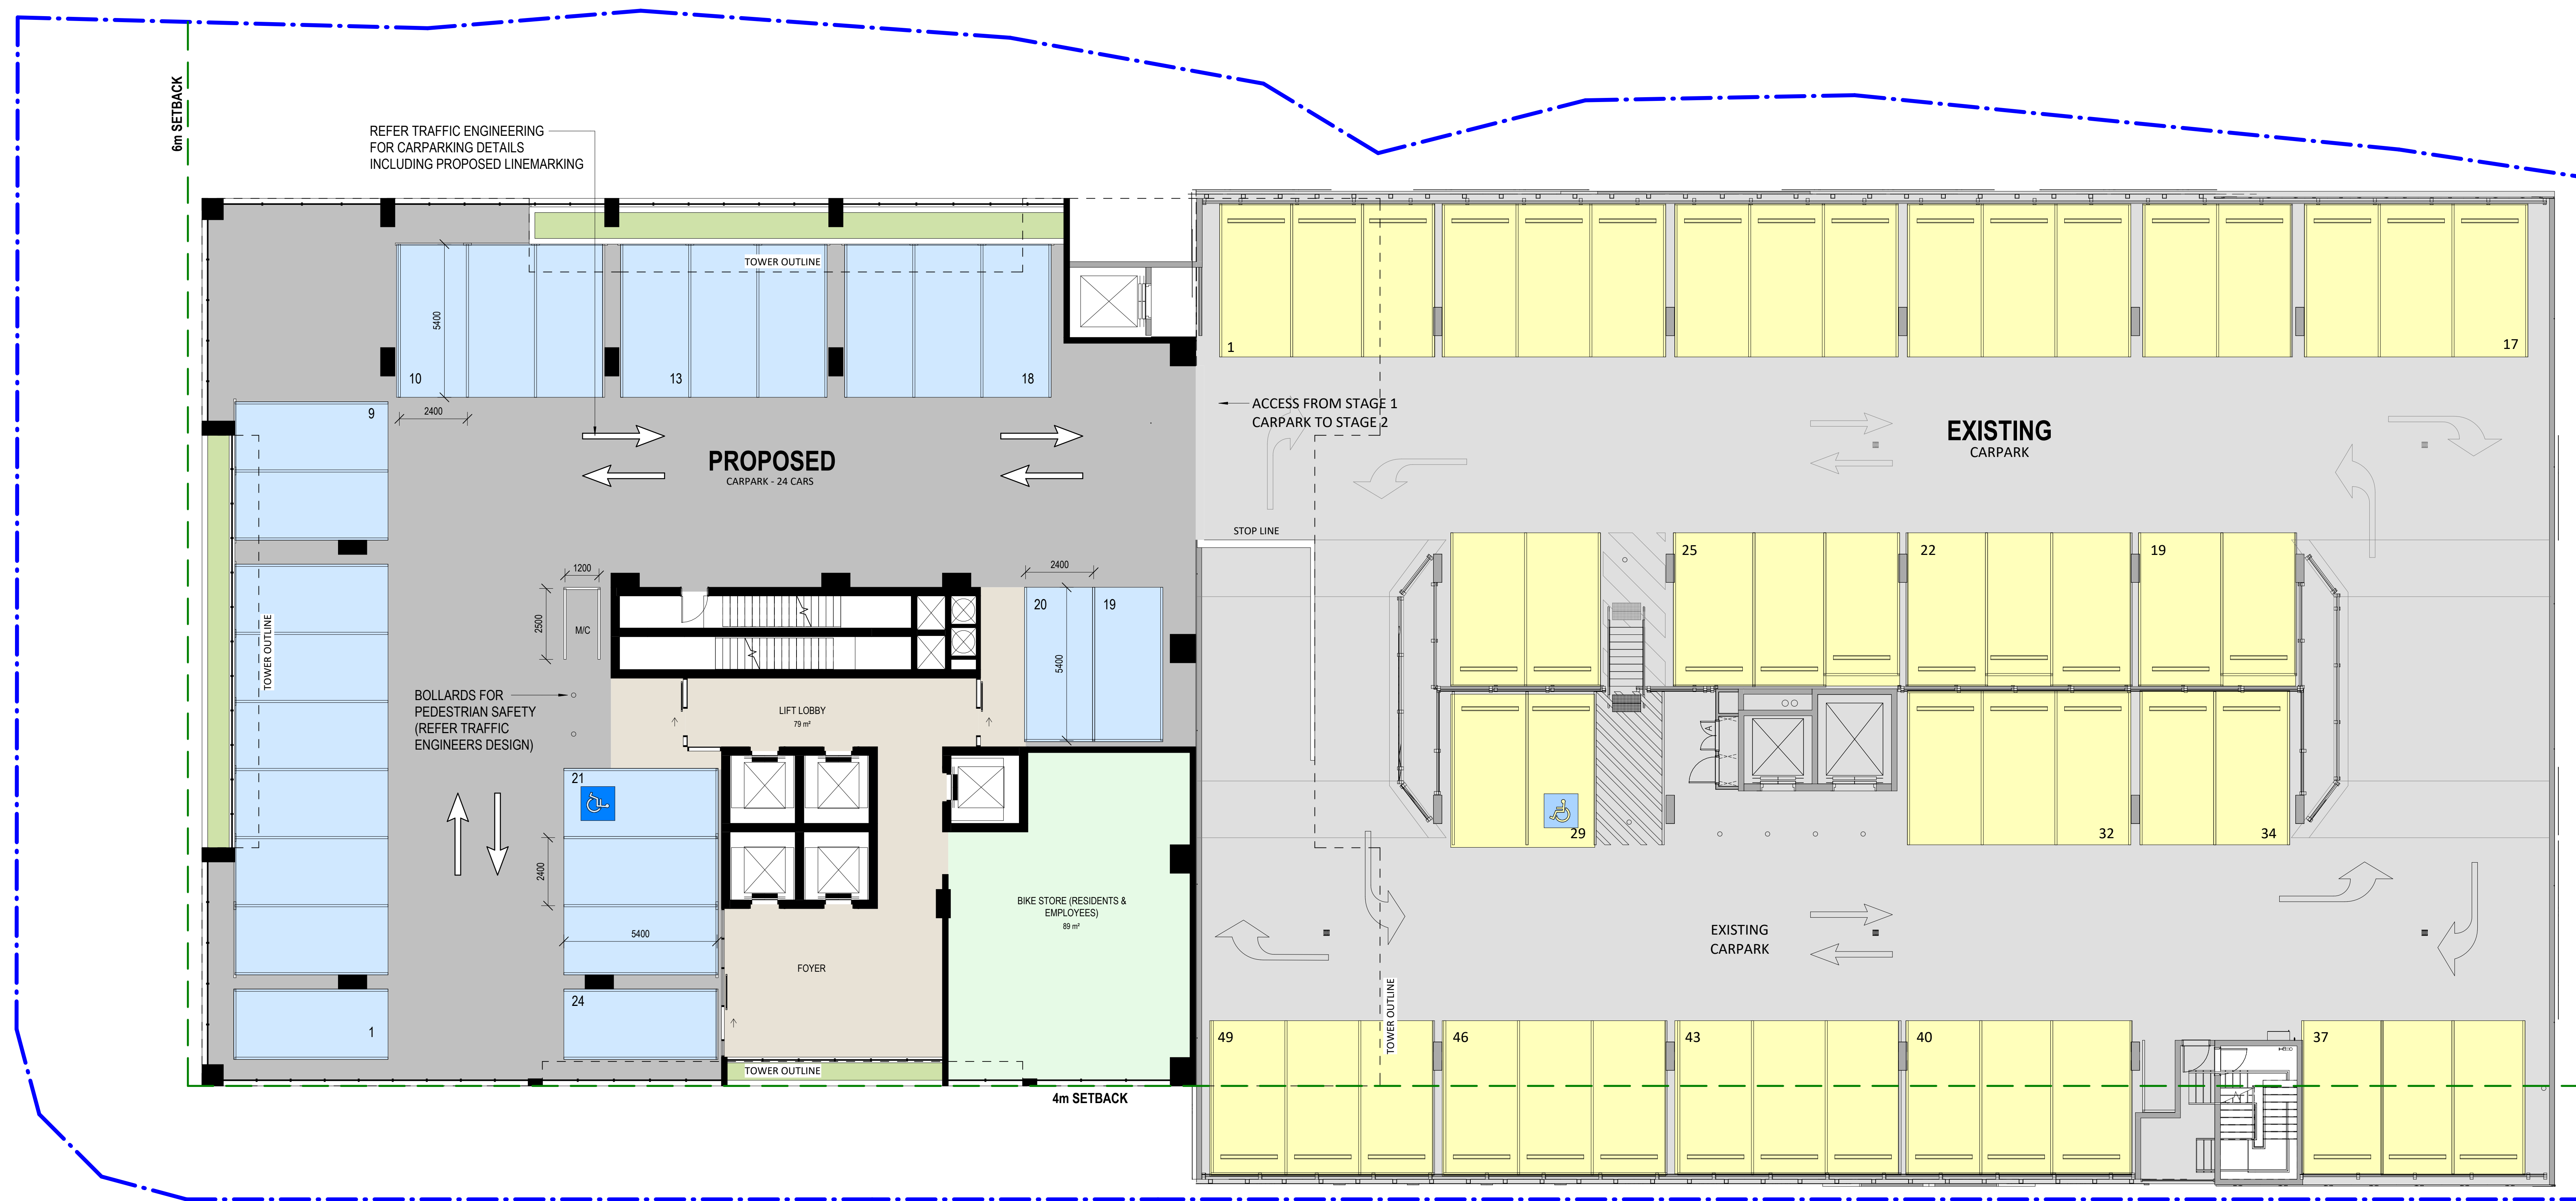 6m SETBACK
REFER TRAFFIC ENGINEERING
FOR CARPARKING DETAILS
INCLUDING PROPOSED LINEMARKING
TOWER OUTLINE
5400
10
13
18
2400
9
PROPOSED
CARPARK - 24 CARS
1
17
ACCESS FROM STAGE 1
CARPARK TO STAGE 2
EXISTING
CARPARK
STOP LINE
25
22
19
1200
2500
M/C
2400
20
19
5400
TOWER OUTLINE
BOLLARDS FOR
PEDESTRIAN SAFETY
(REFER TRAFFIC
ENGINEERS DESIGN)
LIFT LOBBY
79 m²
21
2400
5400
29
32
34
BIKE STORE (RESIDENTS &
EMPLOYEES)
89 m²
FOYER
EXISTING
CARPARK
24
1
TOWER OUTLINE
TOWER OUTLINE
4m SETBACK
49
46
43
40
37